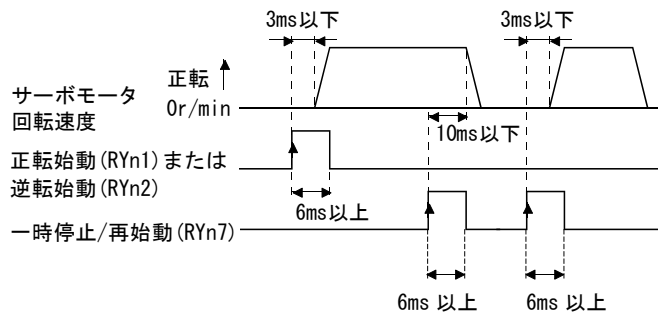 3ms以下
3ms以下
サーボモータ
回転速度
正転
0r/min
10ms以下
正転始動(RYn1)または
逆転始動(RYn2)
6ms以上
一時停止/再始動(RYn7)
6ms 以上
6ms 以上